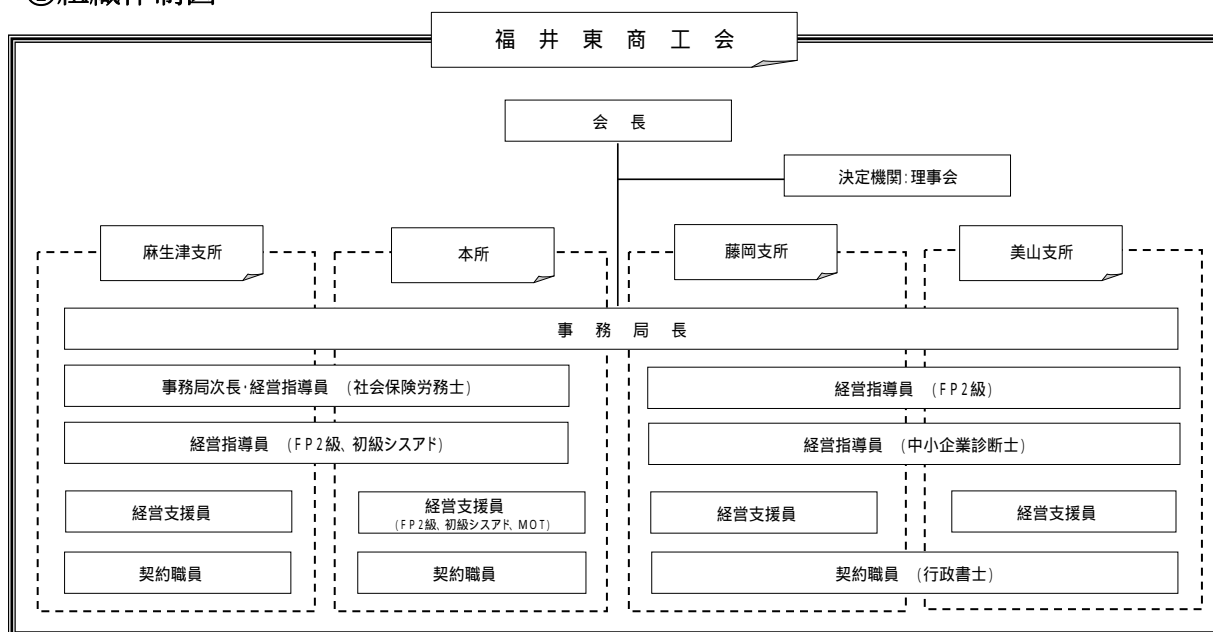 組織体制図
福井東商工会
会長
決定機関:理事会
麻生津支所
本所
藤岡支所
美山支所
事務局長
事務局次長・経営指導員 (社会保険労務士)
経営指導員 (FP2級)
経営指導員 (FP2級、初級シスアド)
経営指導員 (中小企業診断士)
経営支援員
経営支援員
(FP2級、初級シスアド、MOT)
経営支援員
経営支援員
契約職員
契約職員
契約職員 (行政書士)